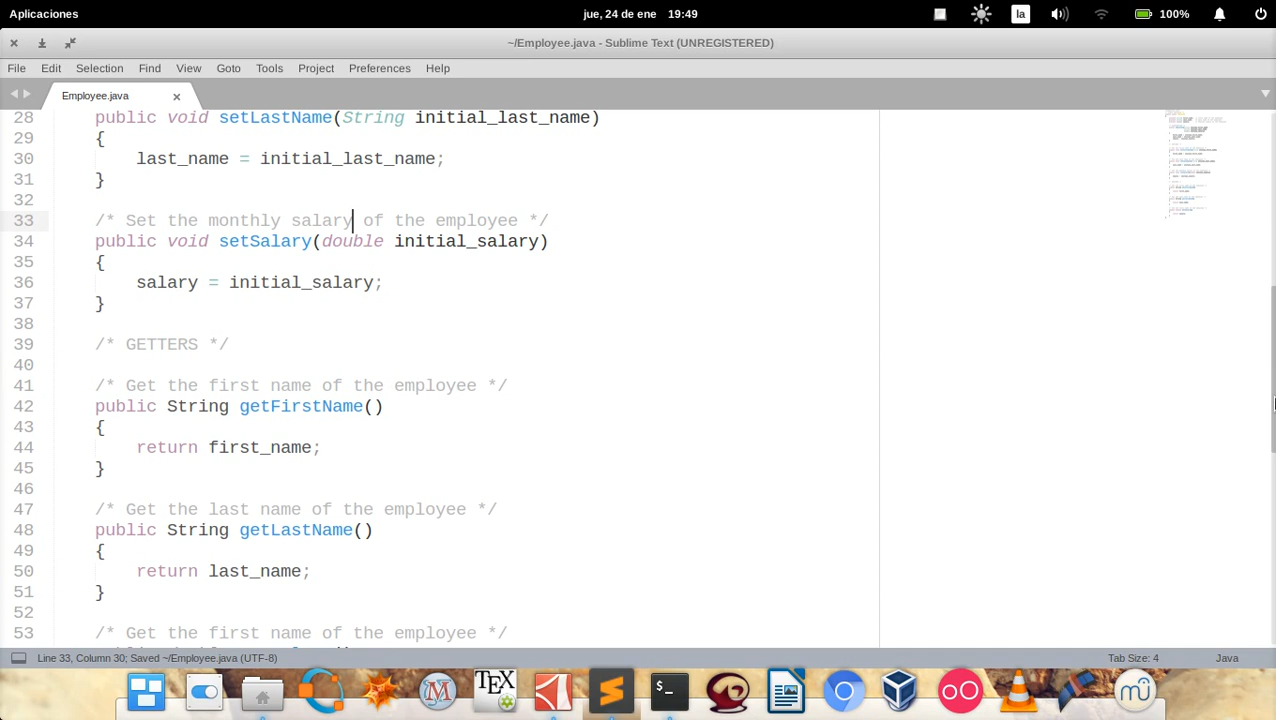 Aplicaciones
jue, 24 de ene 19:49
la
100%
~/Employee.java - Sublime Text (UNREGISTERED)
File Edit Selection Find View Goto Tools Project Preferences Help
Employee.java
28 public void setLastName(String initial_last_name)
29 {
30 last_name = initial_last_name;
31 }
32
33 /* Set the monthly salary of the employee */
34 public void setSalary(double initial_salary)
35 {
36 salary = initial_salary;
37 }
38
39 /* GETTERS */
40
41 /* Get the first name of the employee */
42 public String getFirstName()
43 {
44 return first_name;
45 }
46
47 /* Get the last name of the employee */
48 public String getLastName()
49 {
50 return last_name;
51 }
52
53 /* Get the first name of the employee */
Line 33, Column 30; Saved ~/Employee.java (UTF-8)
Tab Size: 4
Java
TEX
$ _